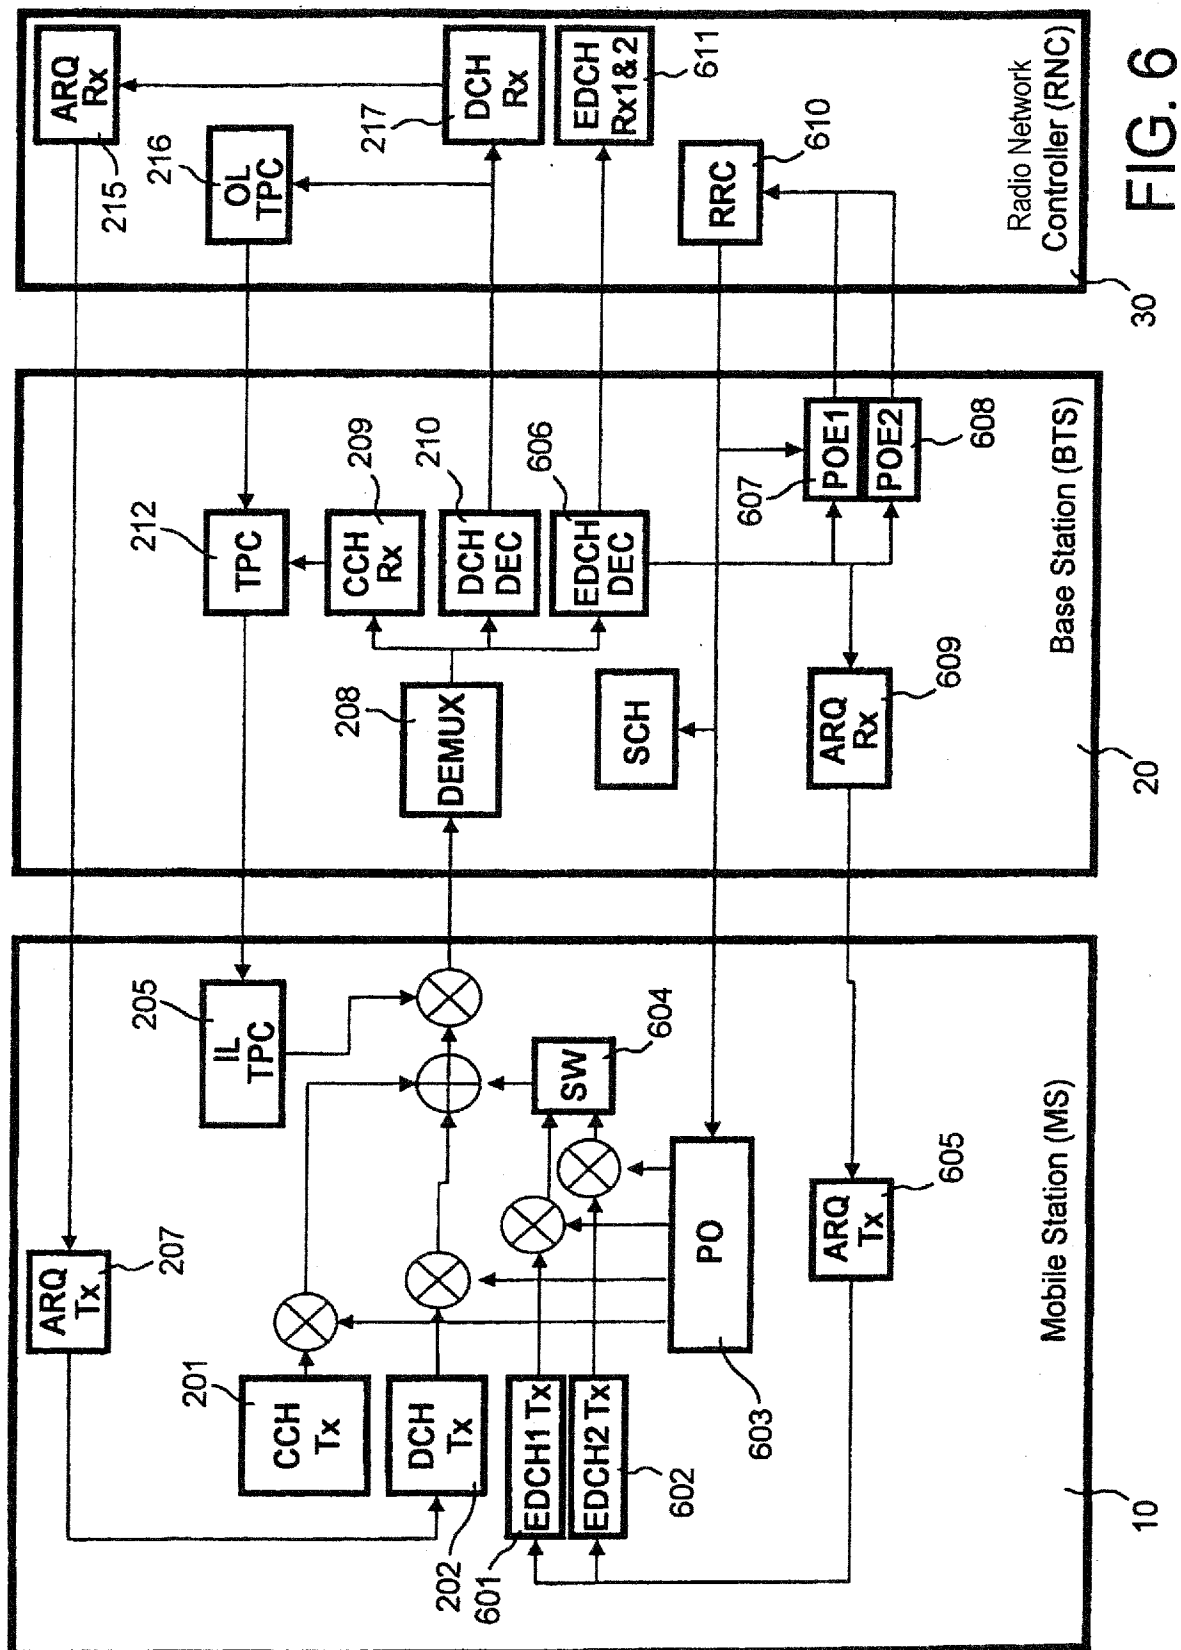 ARQ
Tx
207
201
CCH
Tx
DCH
Tx
202
601
EDCH1 Tx
EDCH2 Tx
602
603
PO
205
IL
TPC
SW
604
ARQ
Tx
605
Mobile Station (MS)
10
212
TPC
208
DEMUX
CCH
Rx
209
DCH
DEC
210
EDCH
DEC
606
SCH
607
POE1
POE2
608
ARQ
Rx
609
Base Station (BTS)
20
ARQ
Rx
215
216
OL
TPC
217
DCH
Rx
EDCH
Rx1&2
611
RRC
610
Radio Network
Controller (RNC)
30
FIG. 6